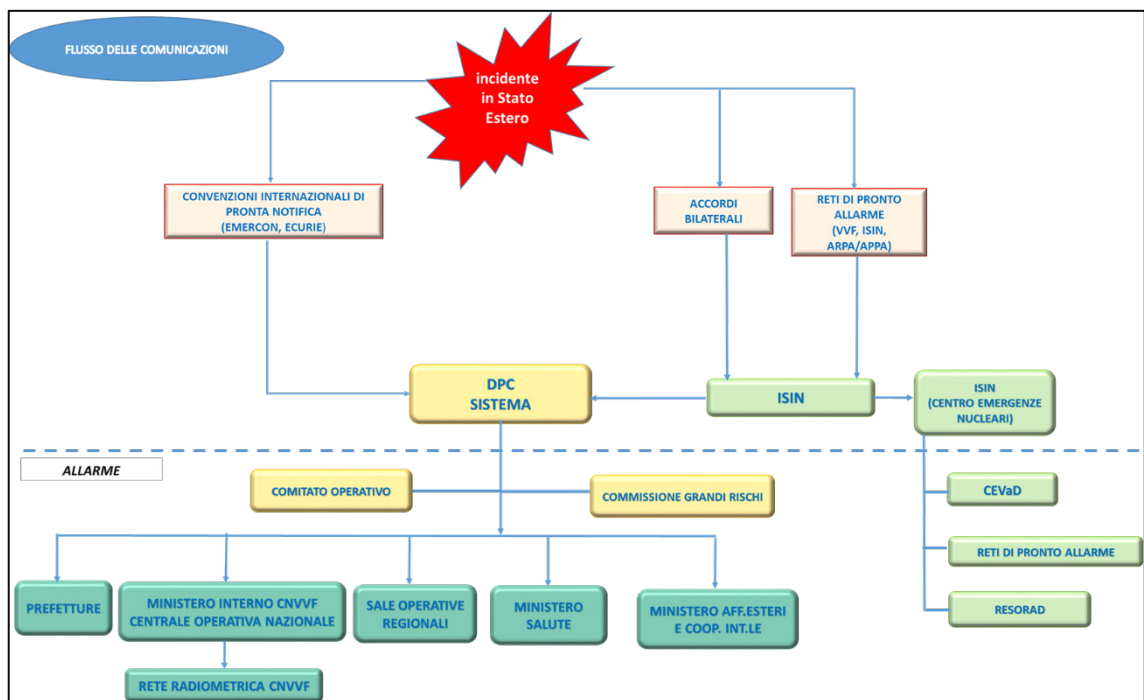 FLUSSO DELLE COMUNICAZIONI
incidente
in Stato
Estero
CONVENZIONI INTERNAZIONALI DI
PRONTA NOTIFICA
(EMERCON, ECURIE)
ACCORDI
BILATERALI
RETI DI PRONTO
ALLARME
(VVF, ISIN,
ARPA/APPA)
DPC
SISTEMA
ISIN
ISIN
(CENTRO EMERGENZE
NUCLEARI)
ALLARME
COMITATO OPERATIVO
COMMISSIONE GRANDI RISCHI
CEVaD
RETI DI PRONTO ALLARME
RESORAD
PREFETTURE
MINISTERO INTERNO CNVVF
CENTRALE OPERATIVA NAZIONALE
SALE OPERATIVE
REGIONALI
MINISTERO
SALUTE
MINISTERO AFF.ESTERI
E COOP. INT.LE
RETE RADIOMETRICA CNVVF